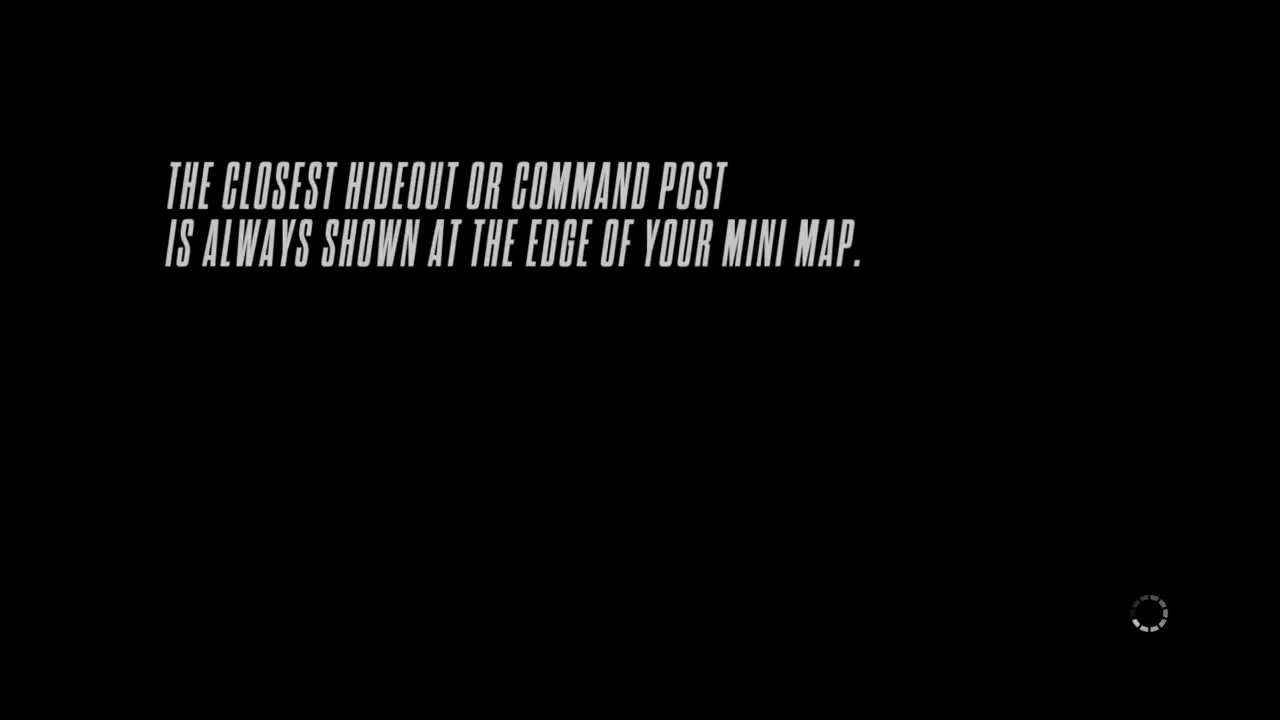 THE CLOSEST HIDEOUT OR COMMAND POST
IS ALWAYS SHOWN AT THE EDGE OF YOUR MINI MAP.